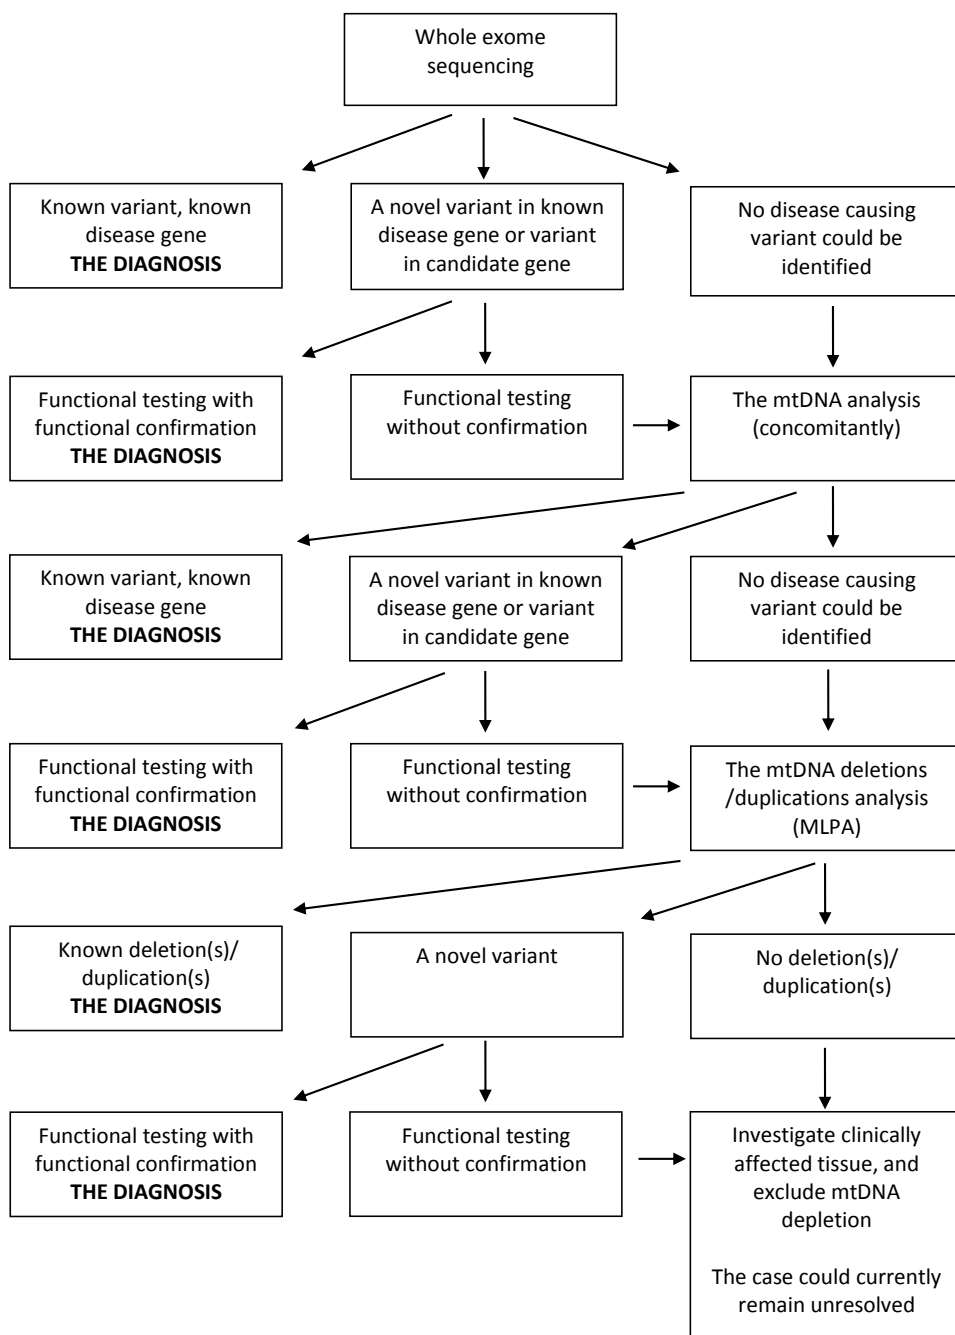 Whole exome
sequencing
Known variant, known
disease gene
THE DIAGNOSIS
A novel variant in known
disease gene or variant
in candidate gene
No disease causing
variant could be
identified
Functional testing with
functional confirmation
THE DIAGNOSIS
Functional testing
without confirmation
The mtDNA analysis
(concomitantly)
Known variant, known
disease gene
THE DIAGNOSIS
A novel variant in known
disease gene or variant
in candidate gene
No disease causing
variant could be
identified
Functional testing with
functional confirmation
THE DIAGNOSIS
Functional testing
without confirmation
The mtDNA deletions
/duplications analysis
(MLPA)
Known deletion(s)/
duplication(s)
THE DIAGNOSIS
A novel variant
No deletion(s)/
duplication(s)
Functional testing with
functional confirmation
THE DIAGNOSIS
Functional testing
without confirmation
Investigate clinically
affected tissue, and
exclude mtDNA
depletion
The case could currently
remain unresolved